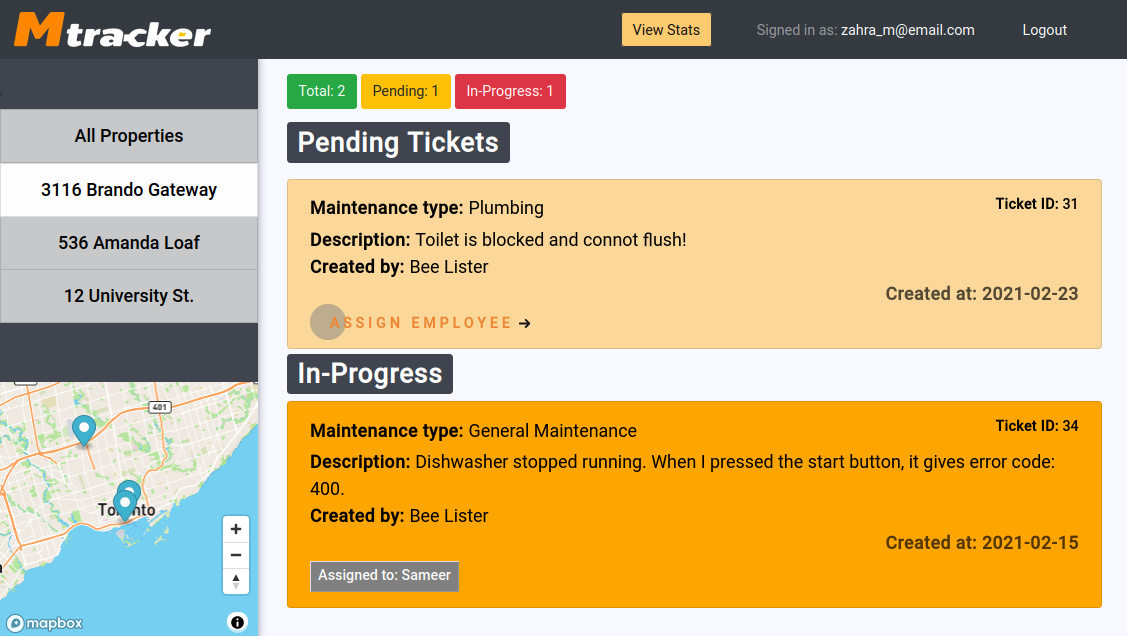 Mtracker
View Stats
Signed in as: zahra_m@email.com
Logout
All Properties
3116 Brando Gateway
536 Amanda Loaf
12 University St.
Total: 2
Pending: 1
In-Progress: 1
Pending Tickets
Maintenance type: Plumbing
Ticket ID: 31
Description: Toilet is blocked and connot flush!
Created by: Bee Lister
Created at: 2021-02-23
ASSIGN EMPLOYEE →
In-Progress
Maintenance type: General Maintenance
Ticket ID: 34
Description: Dishwasher stopped running. When I pressed the start button, it gives error code:
400.
Created by: Bee Lister
Created at: 2021-02-15
Assigned to: Sameer
401
Toronto
mapbox